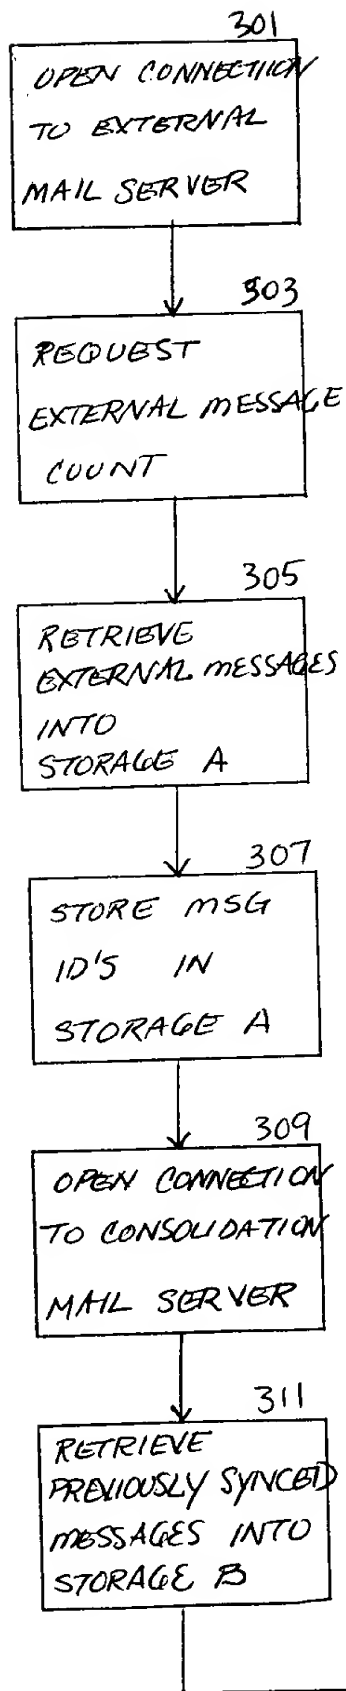 301
OPEN CONNECTION
TO EXTERNAL
MAIL SERVER
303
REQUEST
EXTERNAL MESSAGE
COUNT
305
RETRIEVE
EXTERNAL MESSAGES
INTO
STORAGE A
307
STORE MSG
ID'S IN
STORAGE A
309
OPEN CONNECTION
TO CONSOLIDATION
MAIL SERVER
311
RETRIEVE
PREVIOUSLY SYNCED
MESSAGES INTO
STORAGE B